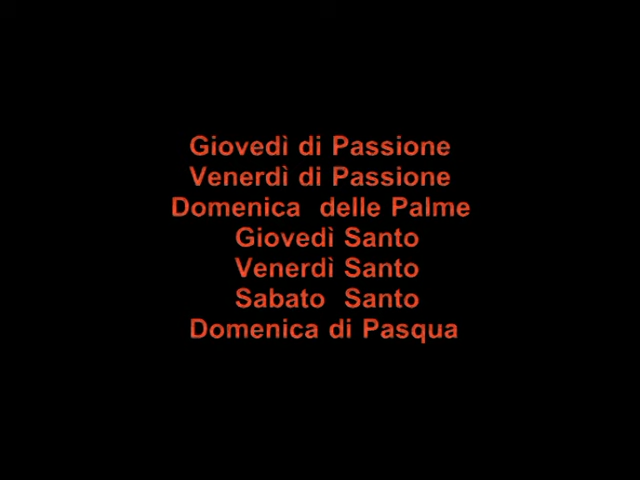 Giovedì di Passione
Venerdì di Passione
Domenica delle Palme
Giovedì Santo
Venerdì Santo
Sabato Santo
Domenica di Pasqua